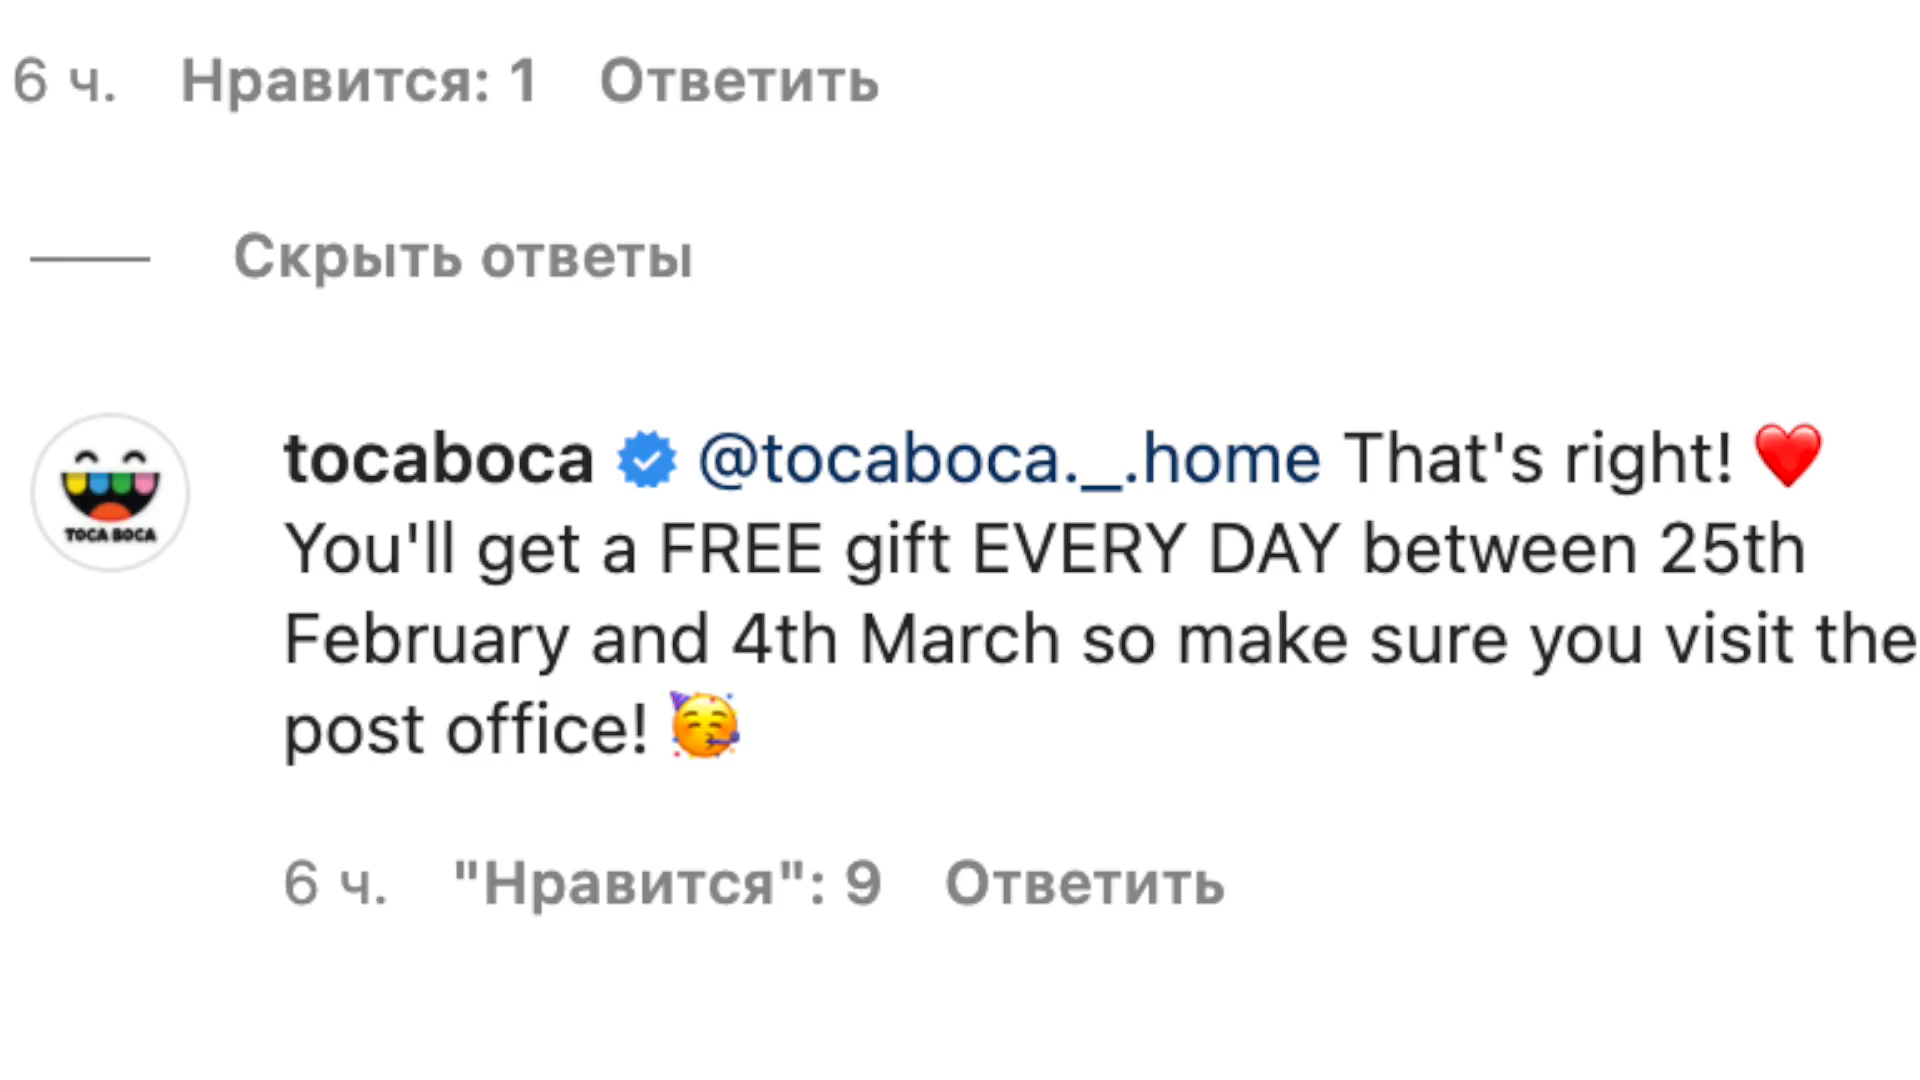 6 ч. Нравится: 1 Ответить
Скрыть ответы
tocaboca @tocaboca._.home That's right! ❤️
You'll get a FREE gift EVERY DAY between 25th
February and 4th March so make sure you visit the
post office! 🥳
TOCA BOCA
6 ч. "Нравится": 9 Ответить